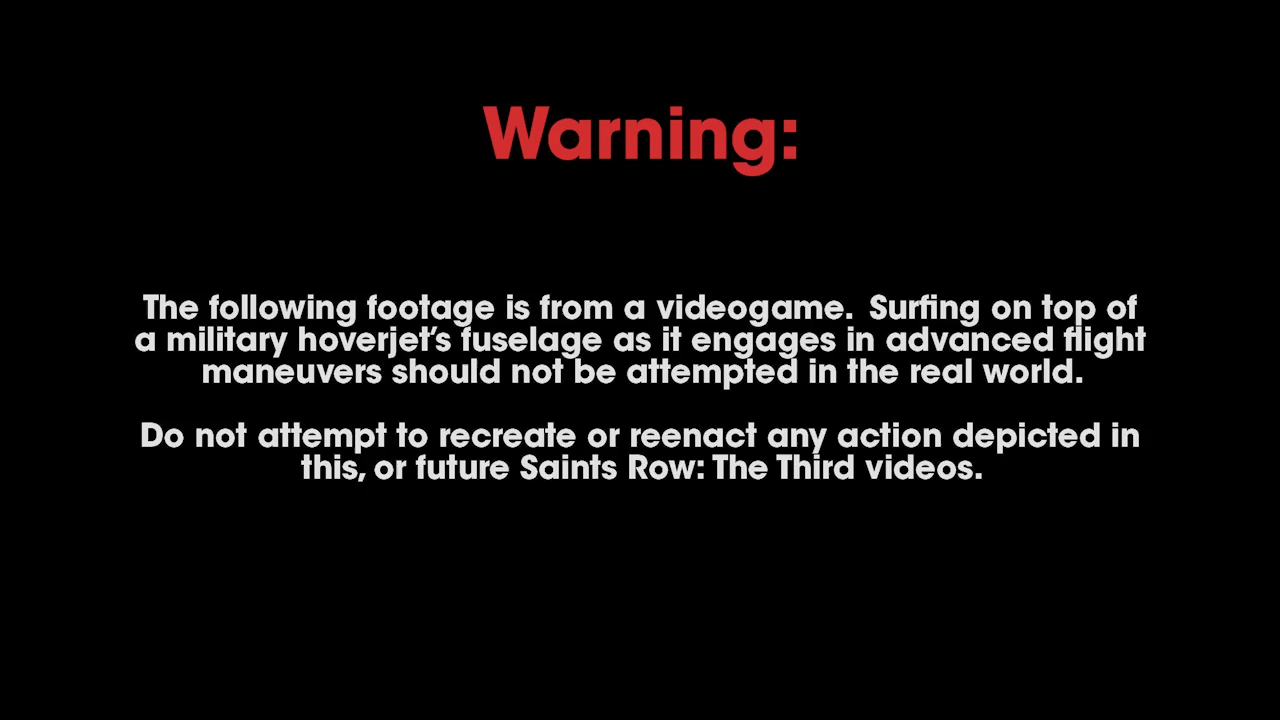 Warning:
The following footage is from a videogame.  Surfing on top of
a military hoverjet's fuselage as it engages in advanced flight
maneuvers should not be attempted in the real world.
Do not attempt to recreate or reenact any action depicted in
this, or future Saints Row: The Third videos.